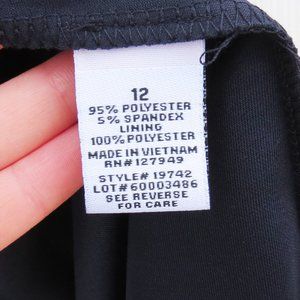 12
95% POLYESTER
5% SPANDEX
LINING
100% POLYESTER
MADE IN VIETNAM
RN#127949
STYLE# 19742
LOT# 60003486
SEE REVERSE
FOR CARE